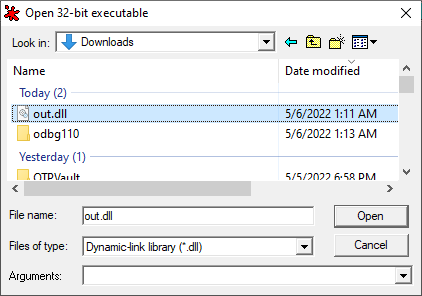 Open 32-bit executable
Look in: Downloads
Name Date modified
Today (2)
out.dll 5/6/2022 1:11 AM
odbg110 5/6/2022 1:13 AM
Yesterday (1)
OTPVault 5/5/2022 6:58 PM
File name: out.dll Open
Files of type: Dynamic-link library (*.dll) Cancel
Arguments: